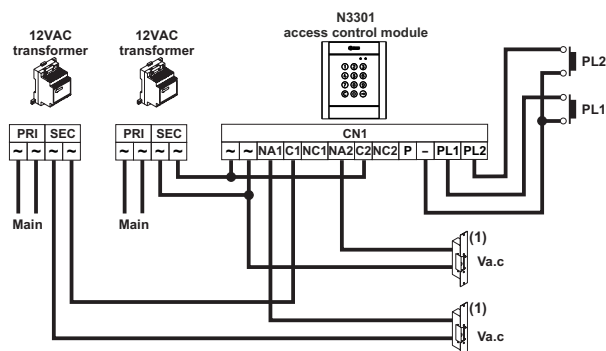 N3301
access control module
12VAC
transformer
12VAC
transformer
PL2
PL1
PRI SEC
PRI SEC
CN1
~ ~ ~ ~
~ ~ ~ ~
~ ~ NA1 C1 NC1 NA2 C2 NC2 P – PL1 PL2
Main
Main
(1)
Va.c
(1)
Va.c